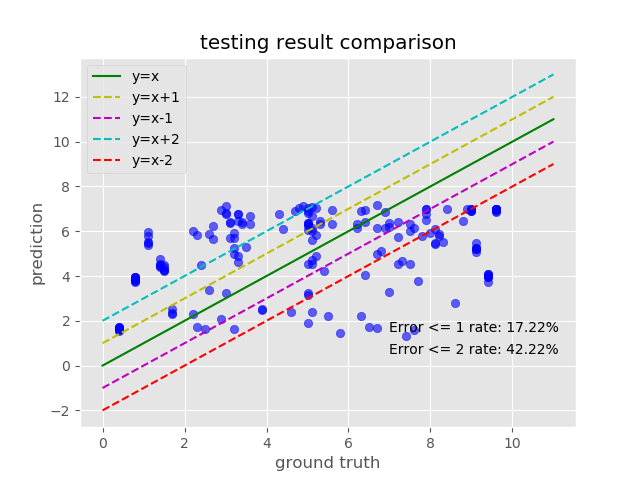 testing result comparison
y=x
y=x+1
y=x-1
y=x+2
y=x-2
12
10
8
6
4
2
0
−2
prediction
Error <= 1 rate: 17.22%
Error <= 2 rate: 42.22%
0 2 4 6 8 10
ground truth